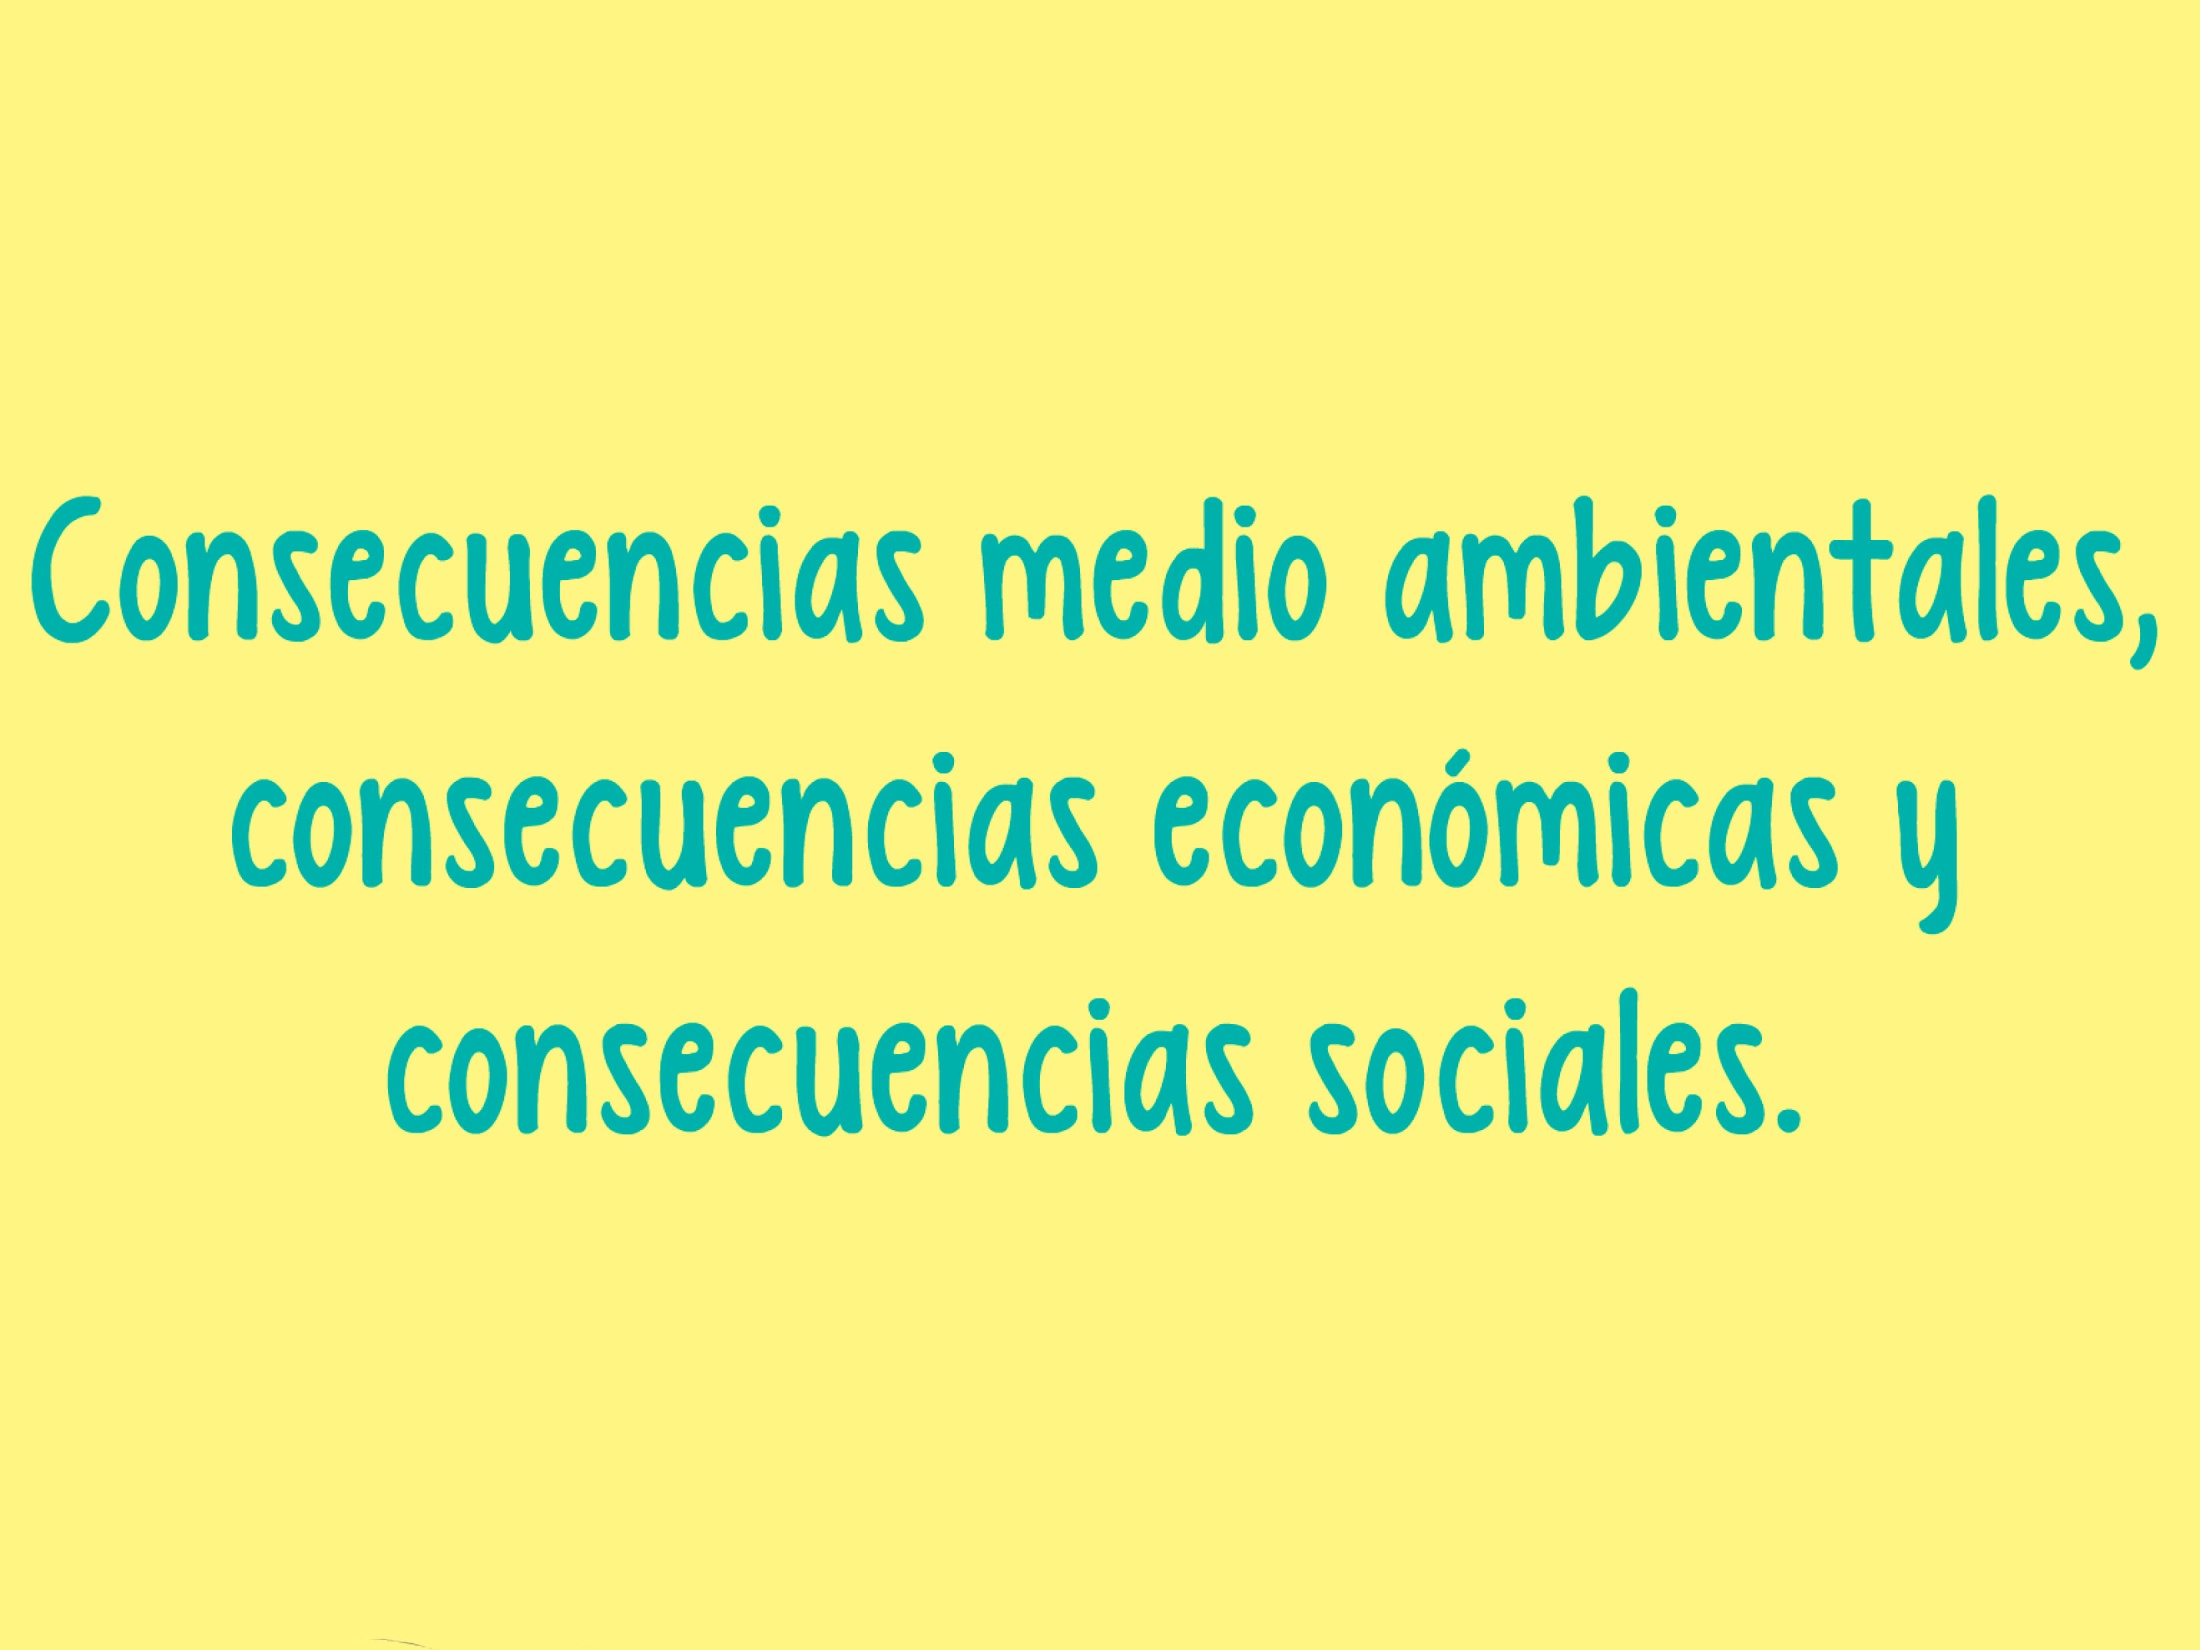 Consecuencias medio ambientales,
consecuencias económicas y
consecuencias sociales.